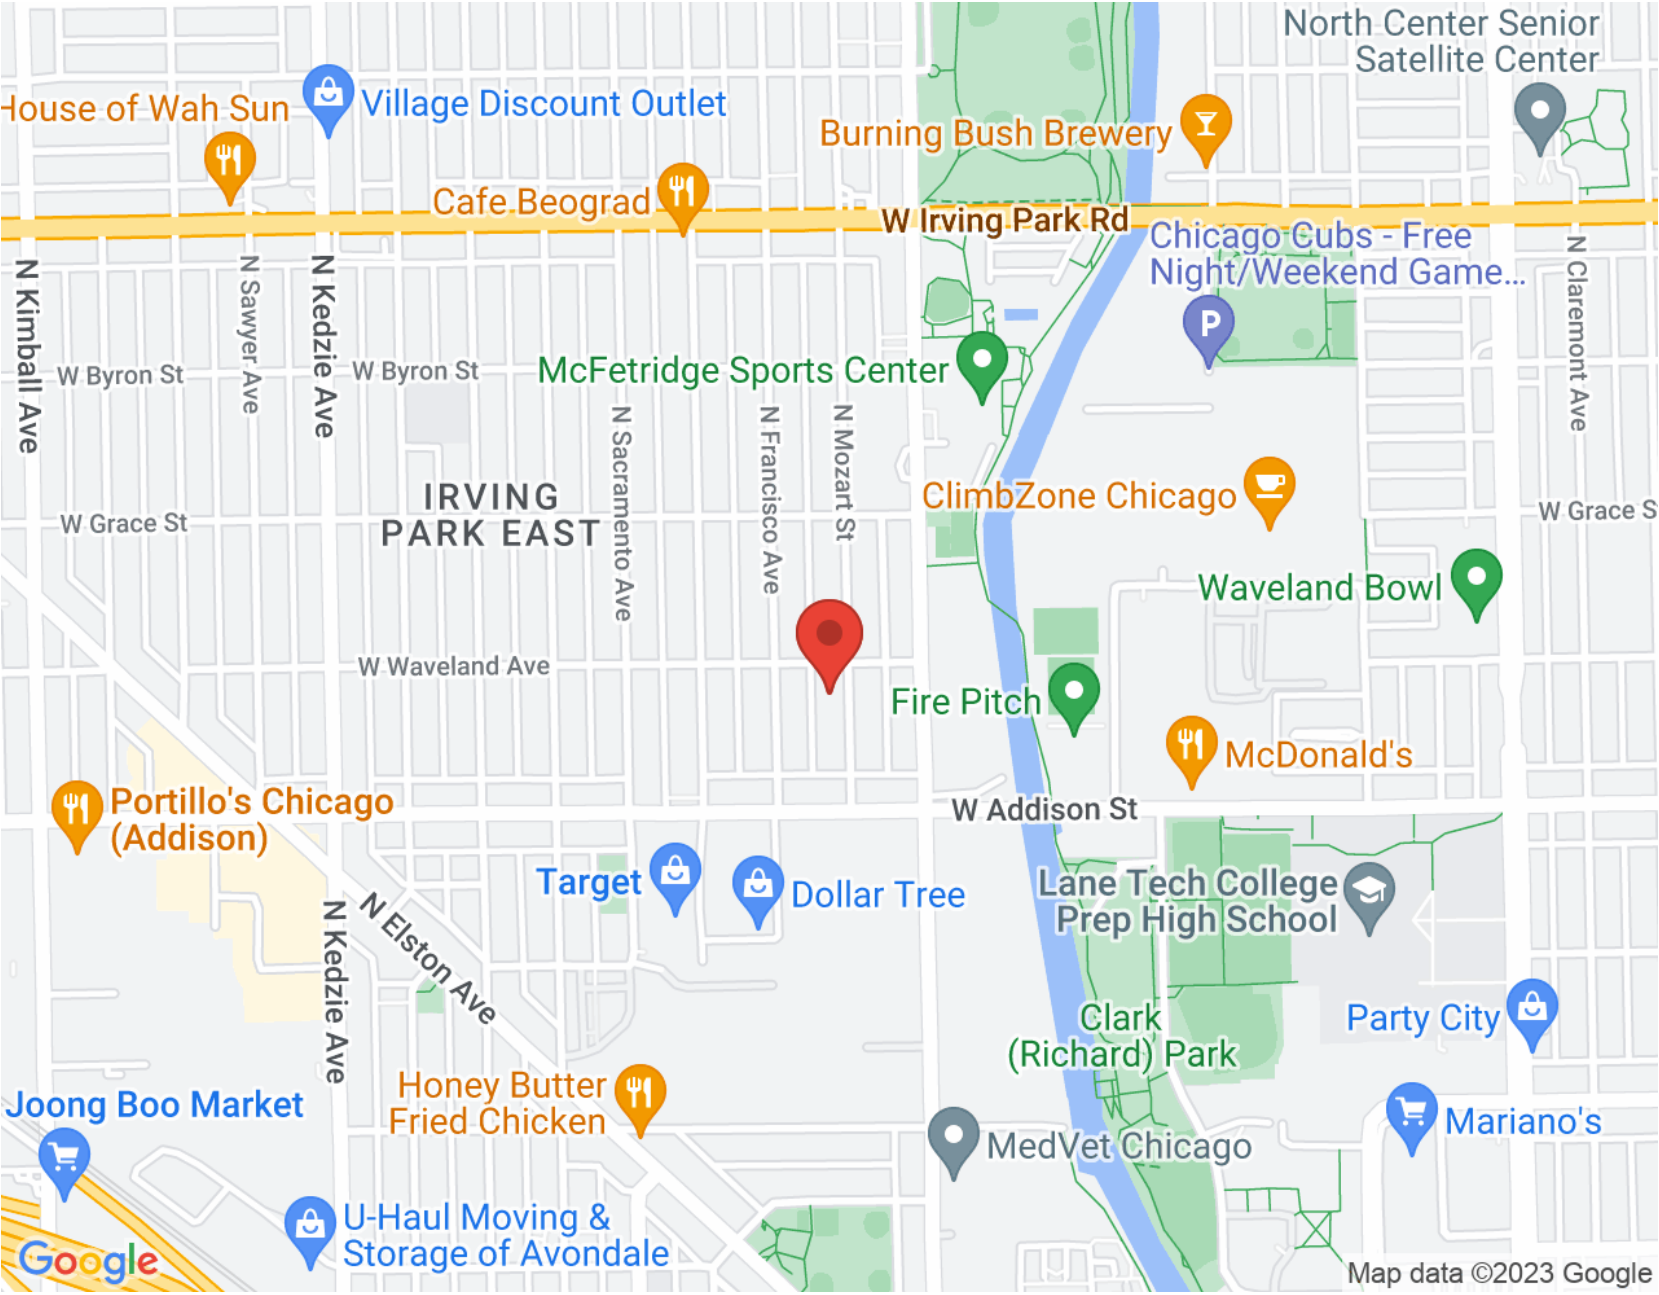 North Center Senior
Satellite Center
House of Wah Sun
Village Discount Outlet
Burning Bush Brewery
Cafe Beograd
W Irving Park Rd
Chicago Cubs - Free
Night/Weekend Game...
N Kimball Ave
N Sawyer Ave
N Kedzie Ave
N Claremont Ave
W Byron St
W Byron St
McFetridge Sports Center
N Sacramento Ave
N Francisco Ave
N Mozart St
IRVING
PARK EAST
ClimbZone Chicago
W Grace St
W Grace S
Waveland Bowl
W Waveland Ave
Fire Pitch
McDonald's
Portillo's Chicago
(Addison)
W Addison St
Target
Dollar Tree
Lane Tech College
Prep High School
N Kedzie Ave
N Elston Ave
Clark
(Richard) Park
Party City
Honey Butter
Fried Chicken
Joong Boo Market
MedVet Chicago
Mariano's
U-Haul Moving &
Storage of Avondale
P
Google
Map data ©2023 Google